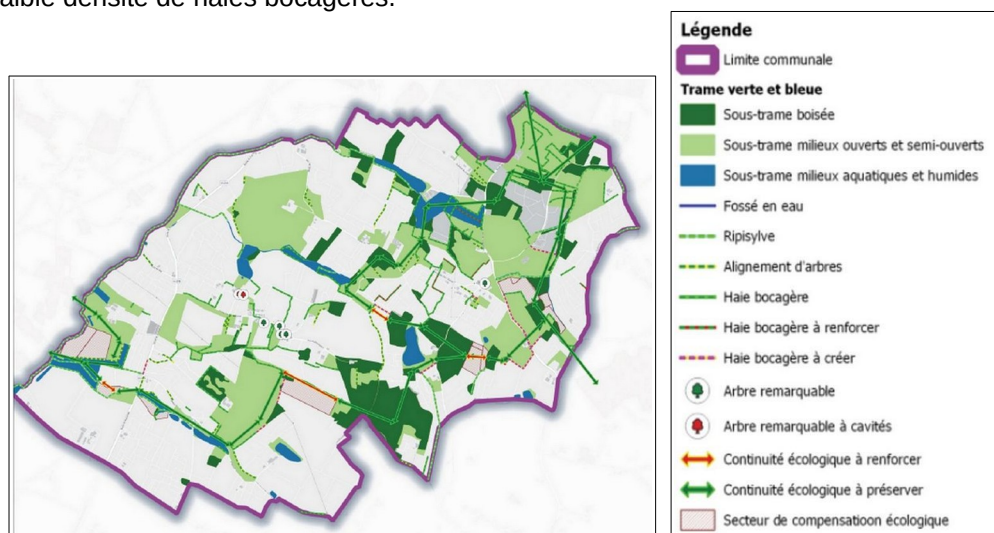 faible densité de haies bocagères.
Légende
Limite communale
Trame verte et bleue
Sous-trame boisée
Sous-trame milieux ouverts et semi-ouverts
Sous-trame milieux aquatiques et humides
Fossé en eau
Ripisylve
Alignement d'arbres
Haie bocagère
Haie bocagère à renforcer
Haie bocagère à créer
Arbre remarquable
Arbre remarquable à cavités
Continuité écologique à renforcer
Continuité écologique à préserver
Secteur de compensatioon écologique